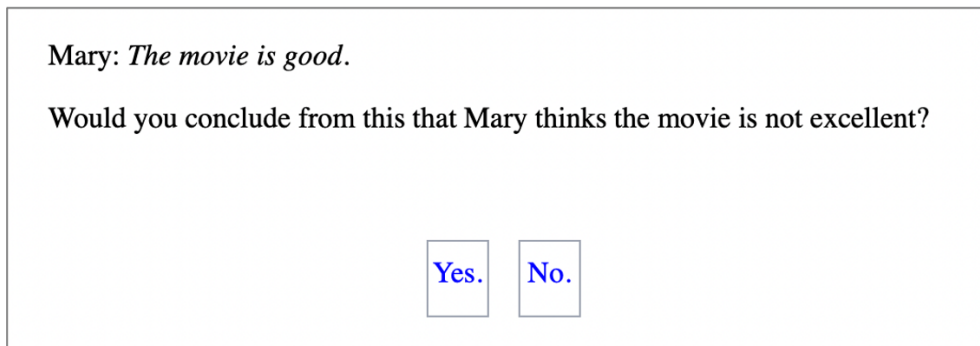 Mary: The movie is good.
Would you conclude from this that Mary thinks the movie is not excellent?
Yes. No.